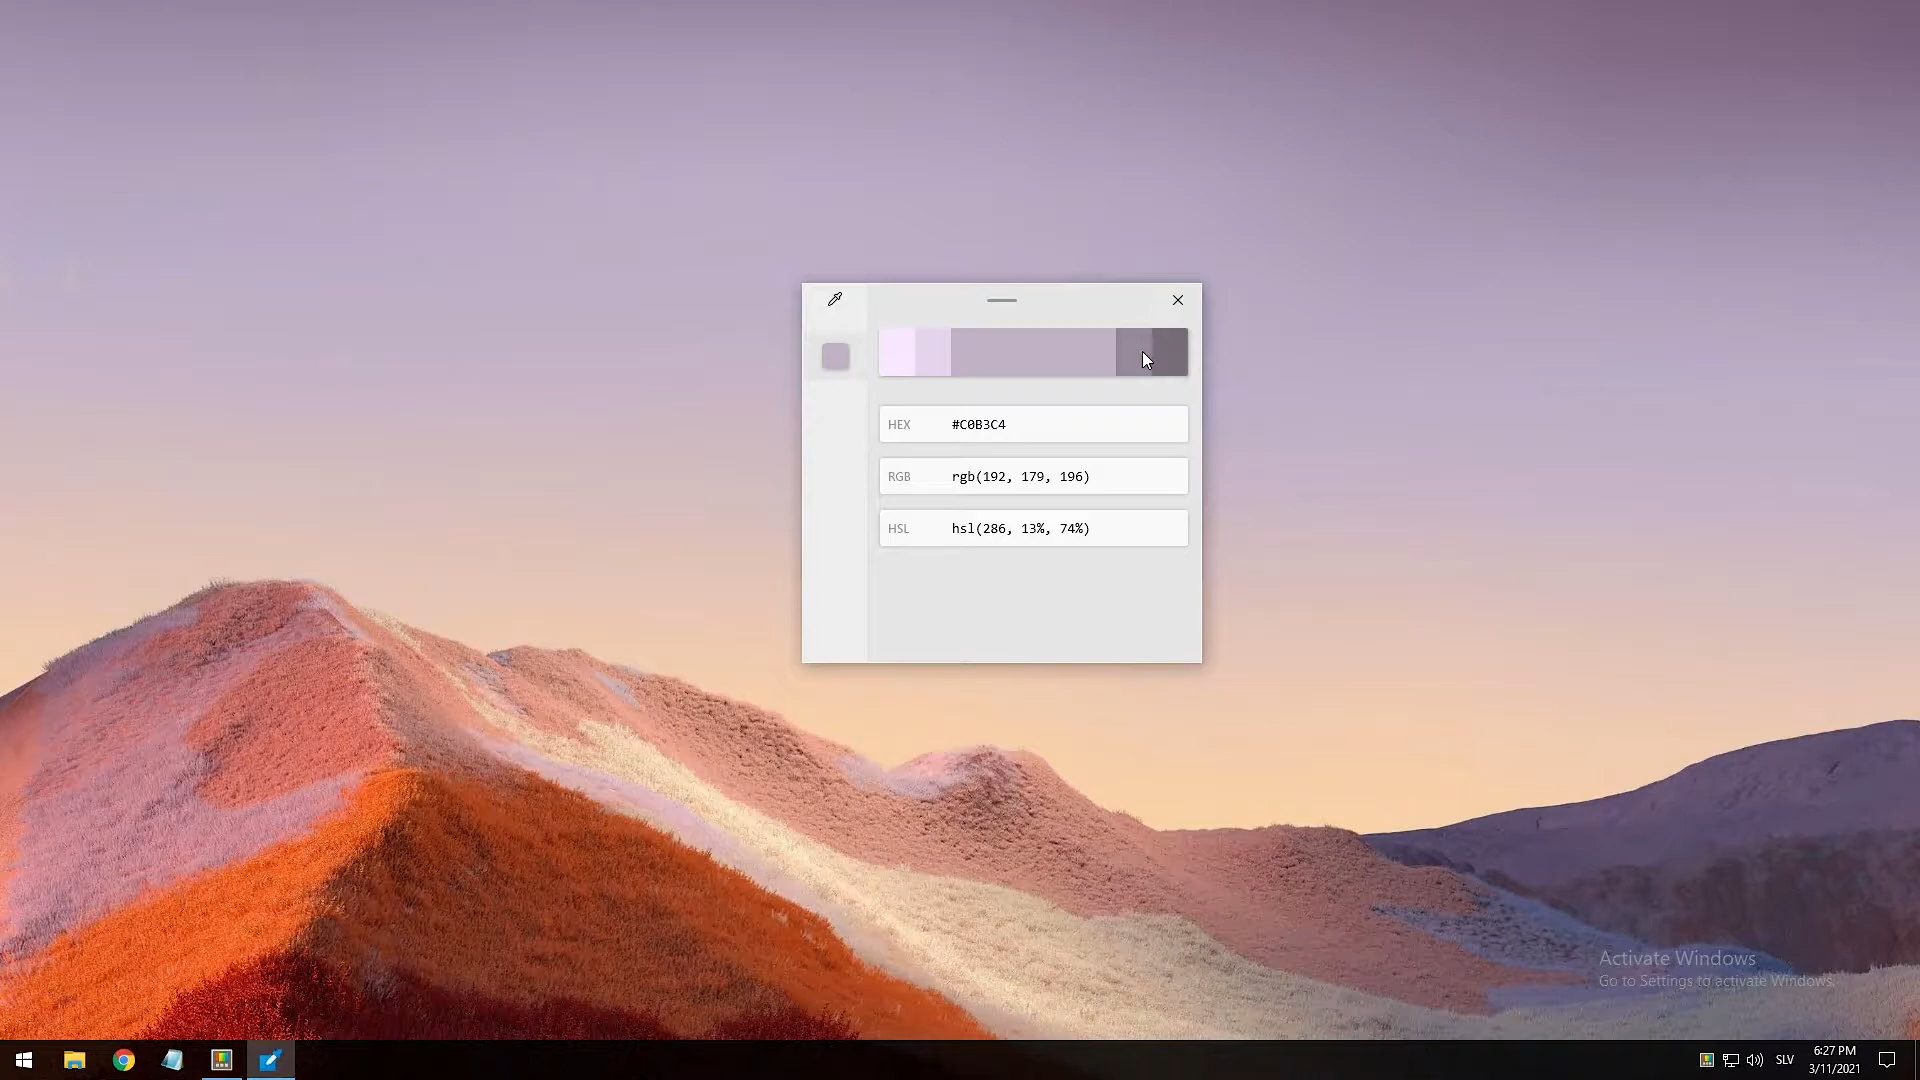 HEX #C0B3C4
RGB rgb(192, 179, 196)
HSL hsl(286, 13%, 74%)
Activate Windows
Go to Settings to activate Windows.
SLV
6:27 PM
3/11/2021